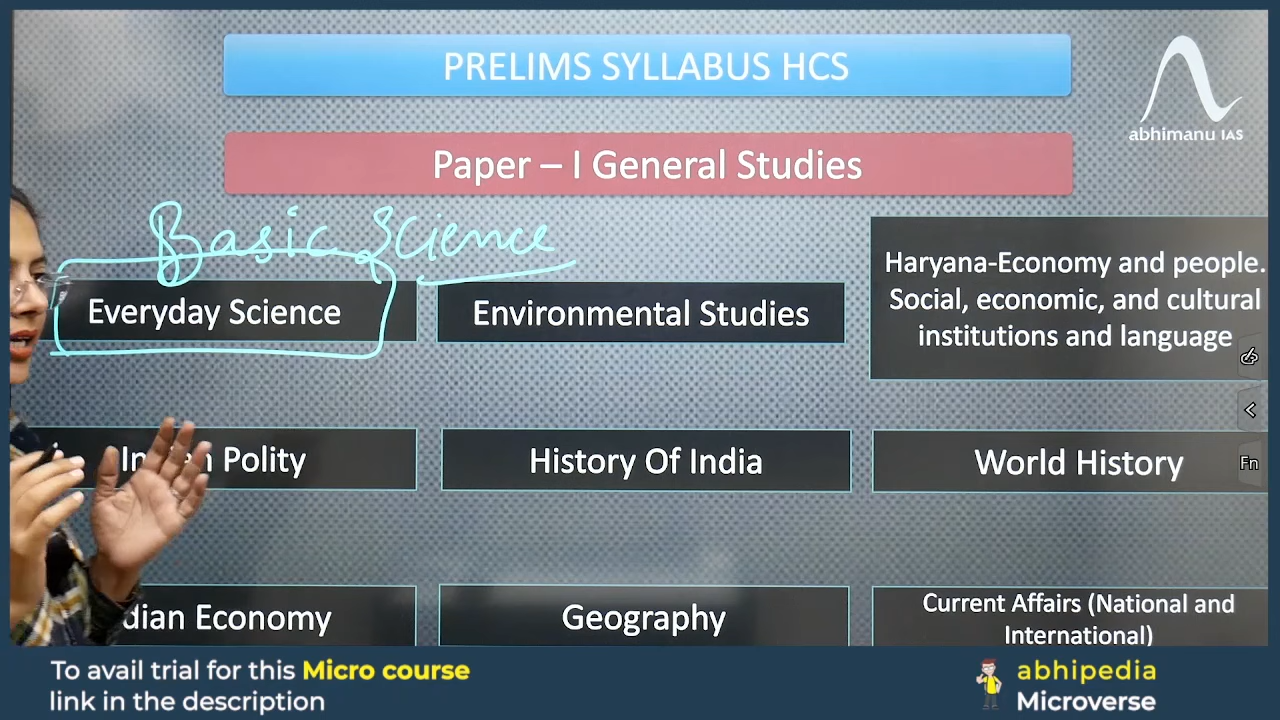 PRELIMS SYLLABUS HCS
abhimanu IAS
Paper – I General Studies
Basic Science
Everyday Science
Environmental Studies
Haryana-Economy and people.
Social, economic, and cultural
institutions and language
Polity
History Of India
World History
Fn
Economy
Geography
Current Affairs (National and
International)
To avail trial for this Micro course
link in the description
abhipedia
Microverse